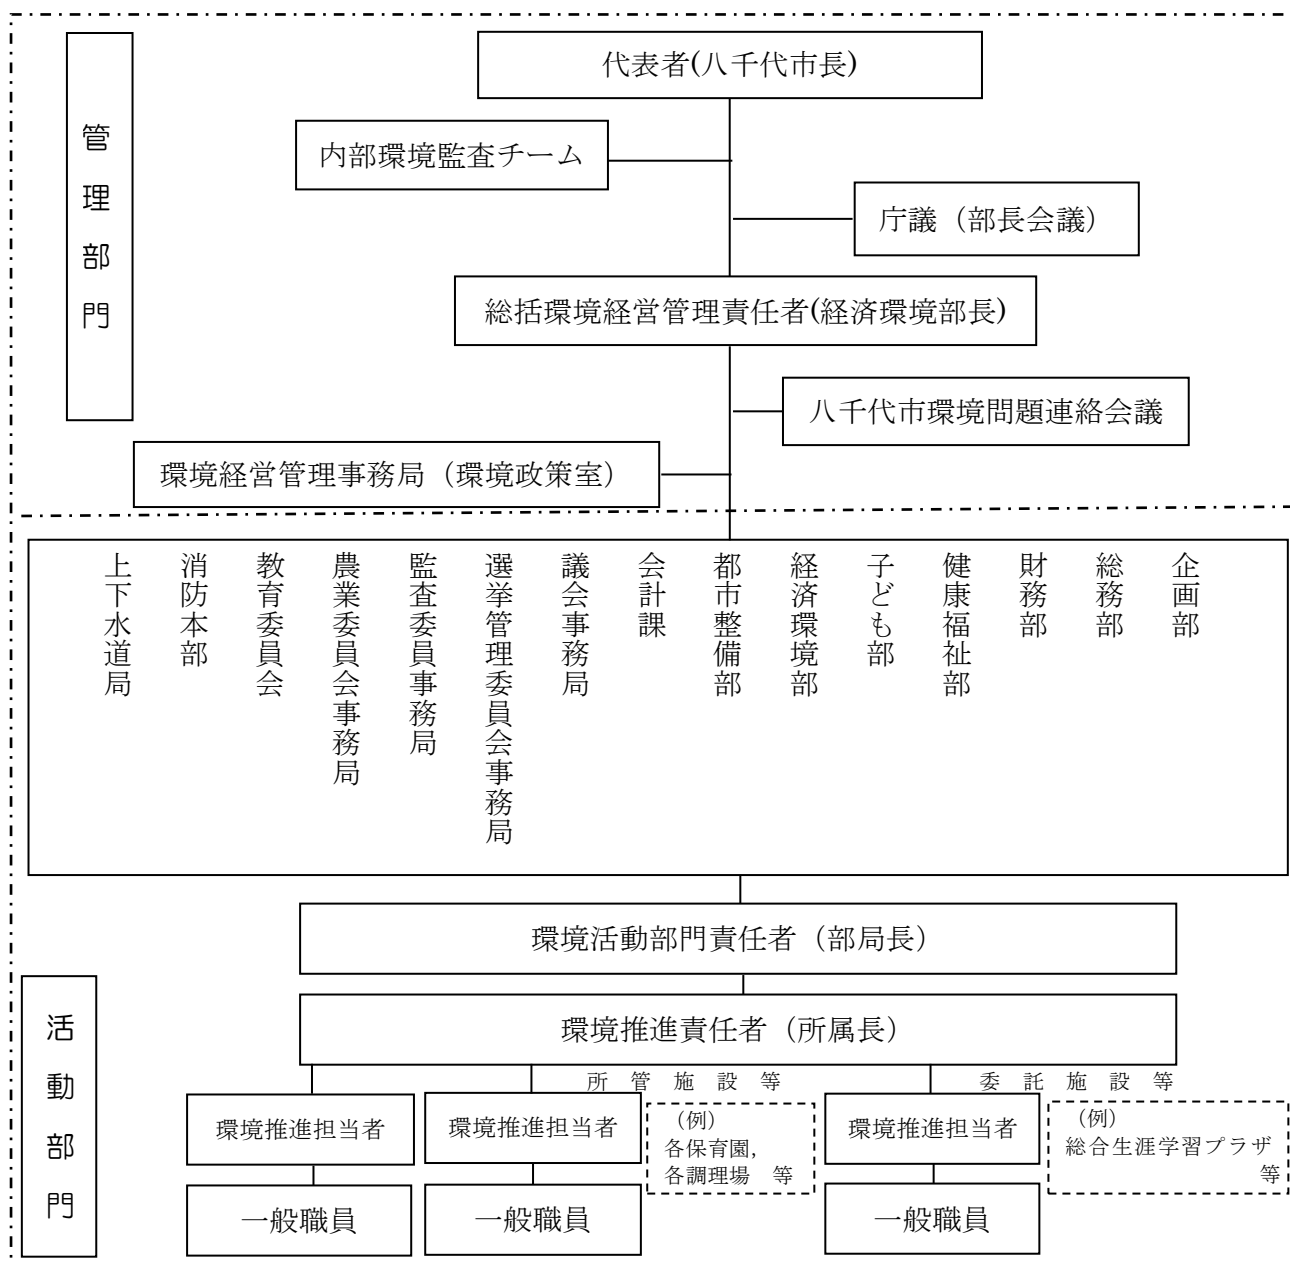 管理部門
代表者(八千代市長)
内部環境監査チーム
庁議（部長会議）
総括環境経営管理責任者(経済環境部長)
八千代市環境問題連絡会議
環境経営管理事務局（環境政策室）
企画部
総務部
財務部
健康福祉部
子ども部
経済環境部
都市整備部
会計課
議会事務局
選挙管理委員会事務局
監査委員事務局
農業委員会事務局
教育委員会
消防本部
上下水道局
活動部門
環境活動部門責任者（部局長）
環境推進責任者（所属長）
所管施設等
委託施設等
環境推進担当者
環境推進担当者
（例）
各保育園,
各調理場　等
環境推進担当者
（例）
総合生涯学習プラザ
等
一般職員
一般職員
一般職員